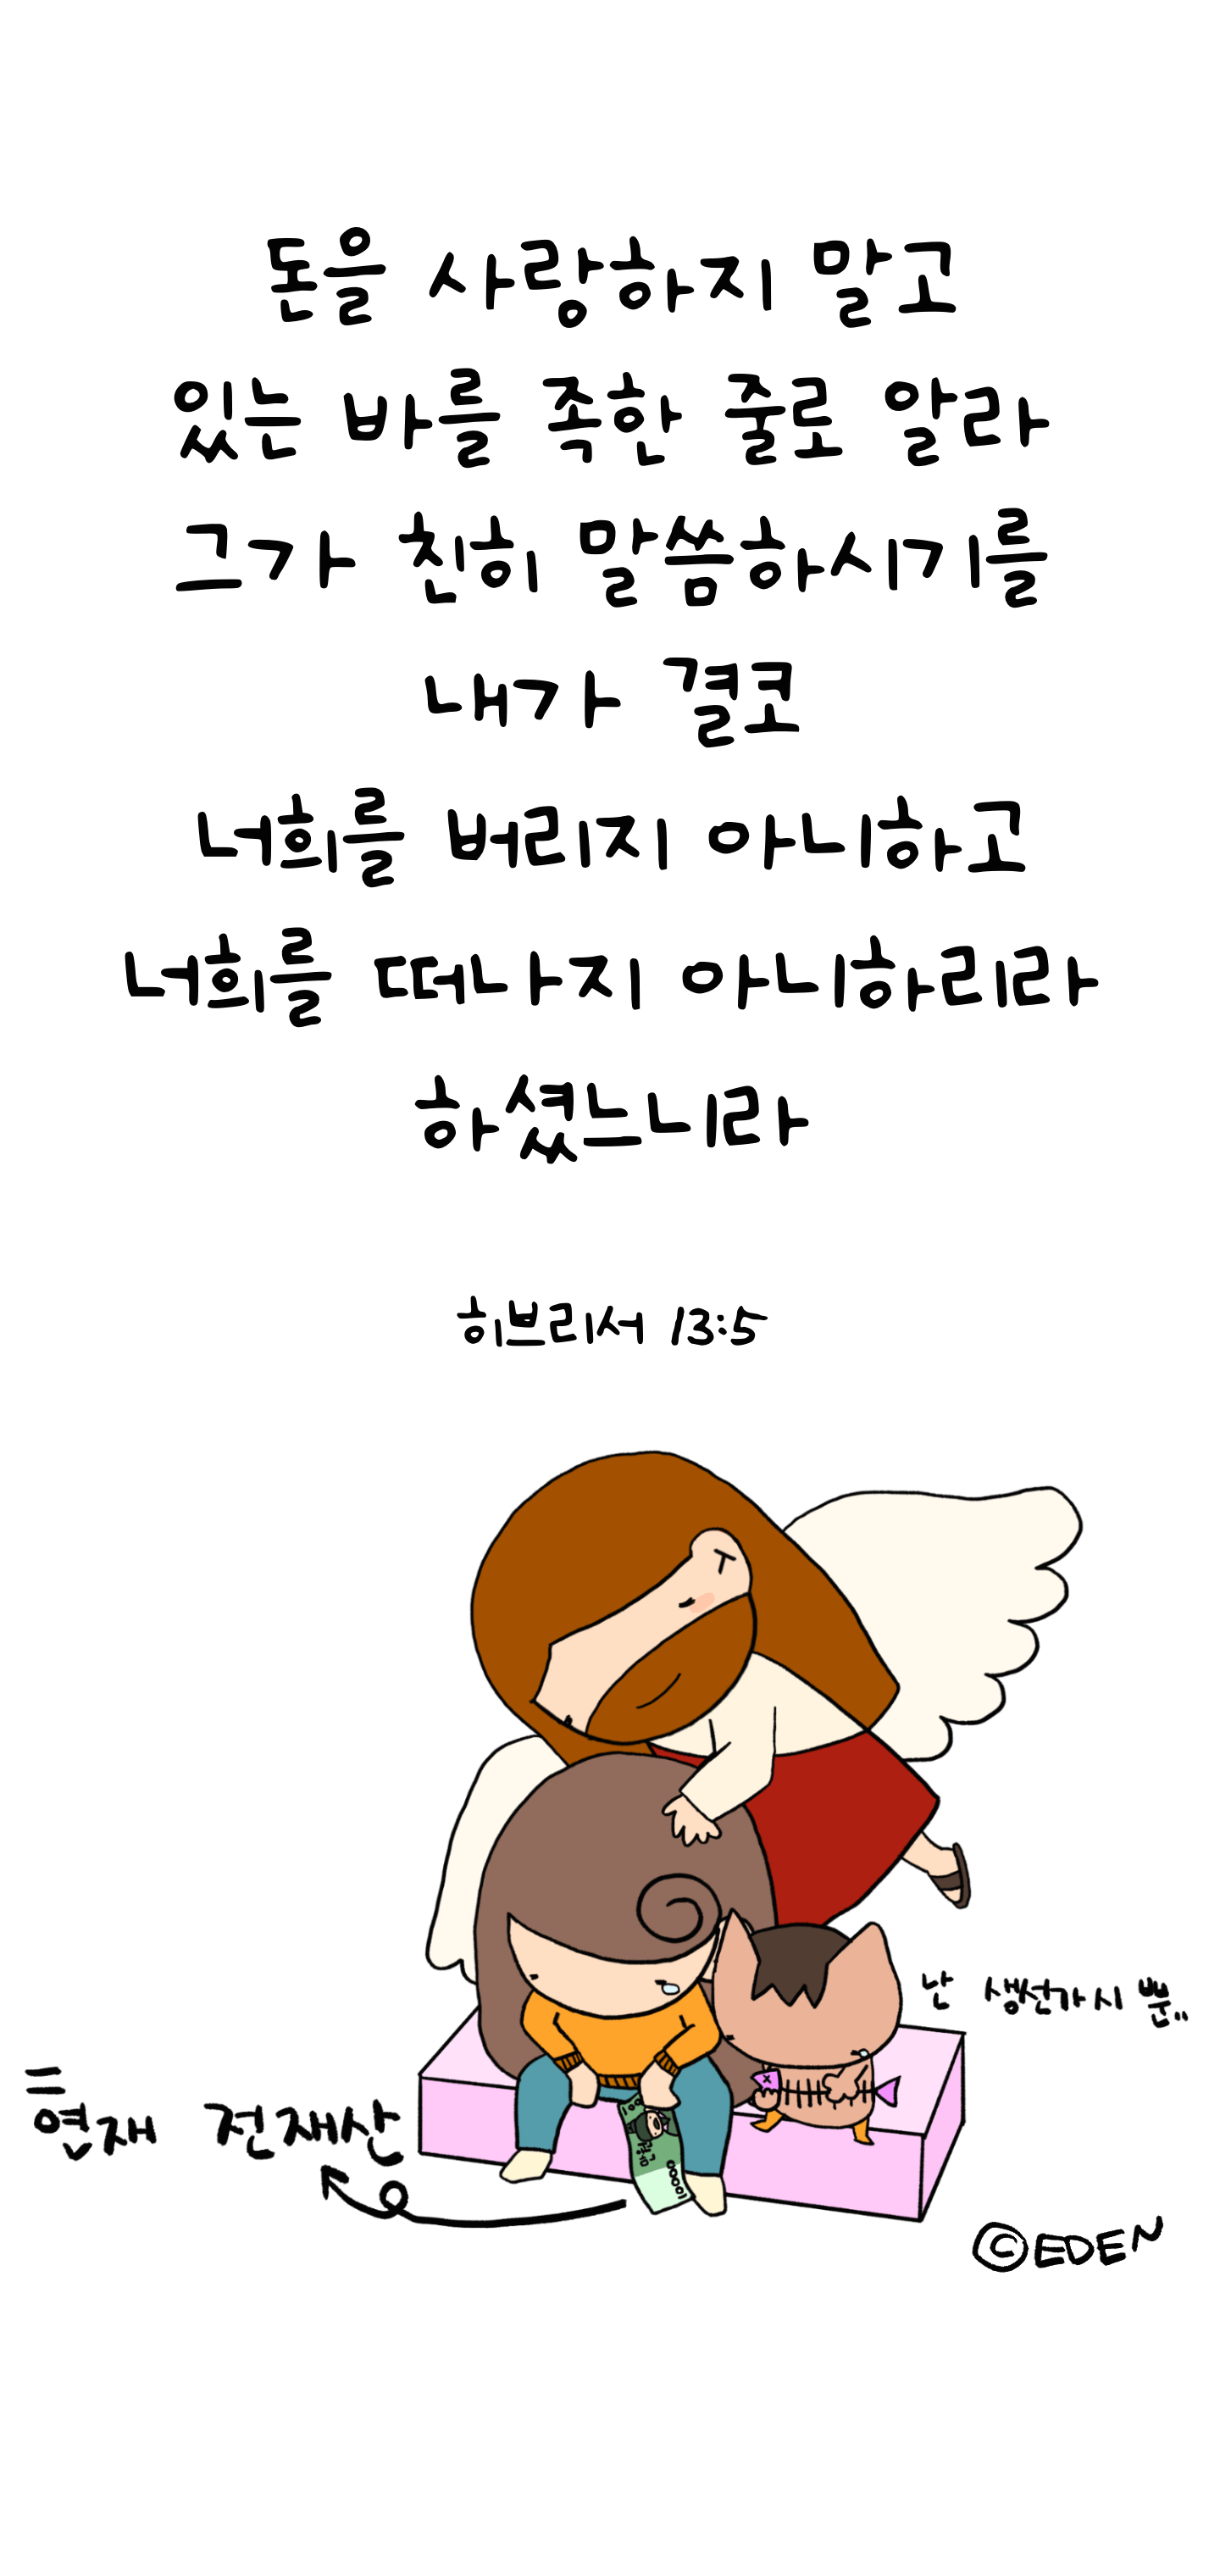 돈을 사랑하지 말고
있는 바를 족한 줄로 알라
그가 친히 말씀하시기를
내가 결코
너희를 버리지 아니하고
너희를 떠나지 아니하리라
하셨느니라
히브리서 13:5
난 생선가시 뿐..
= 현재 전재산
만원
10000
©EDEN